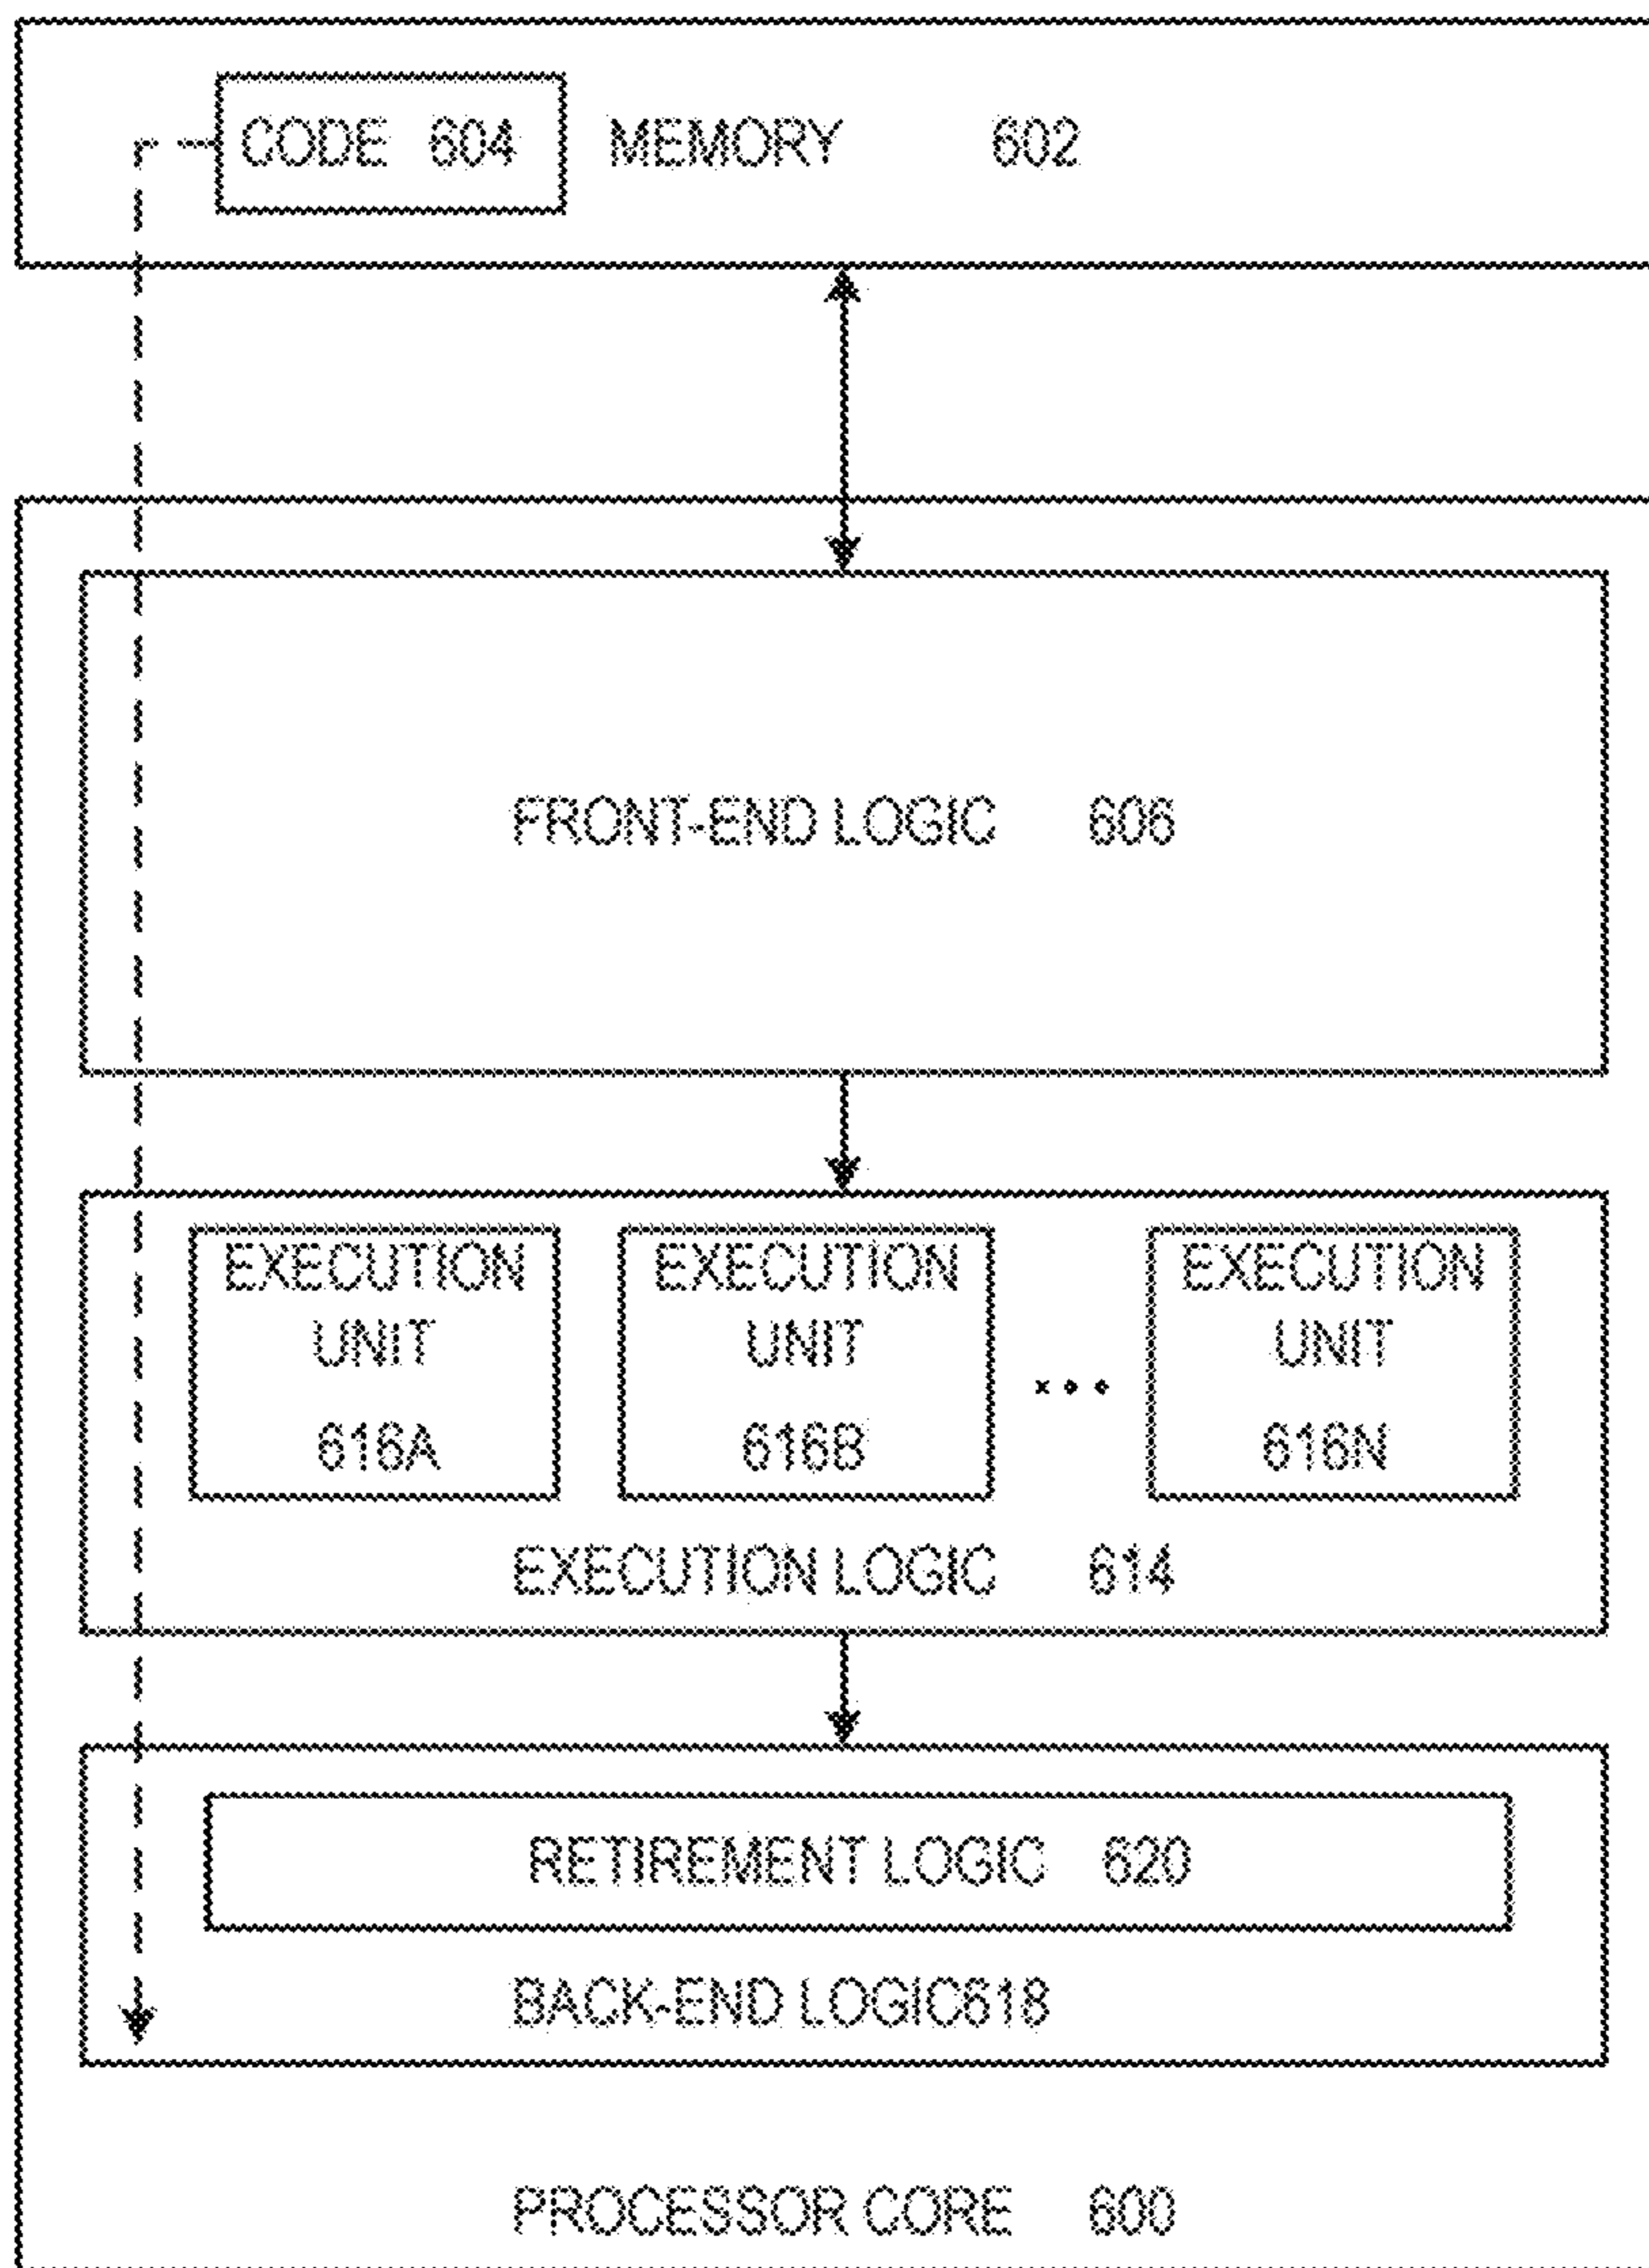 CODE 604 MEMORY 602
FRONT-END LOGIC 606
EXECUTION UNIT 616A
EXECUTION UNIT 616B
...
EXECUTION UNIT 616N
EXECUTION LOGIC 614
RETIREMENT LOGIC 620
BACK-END LOGIC618
PROCESSOR CORE 600